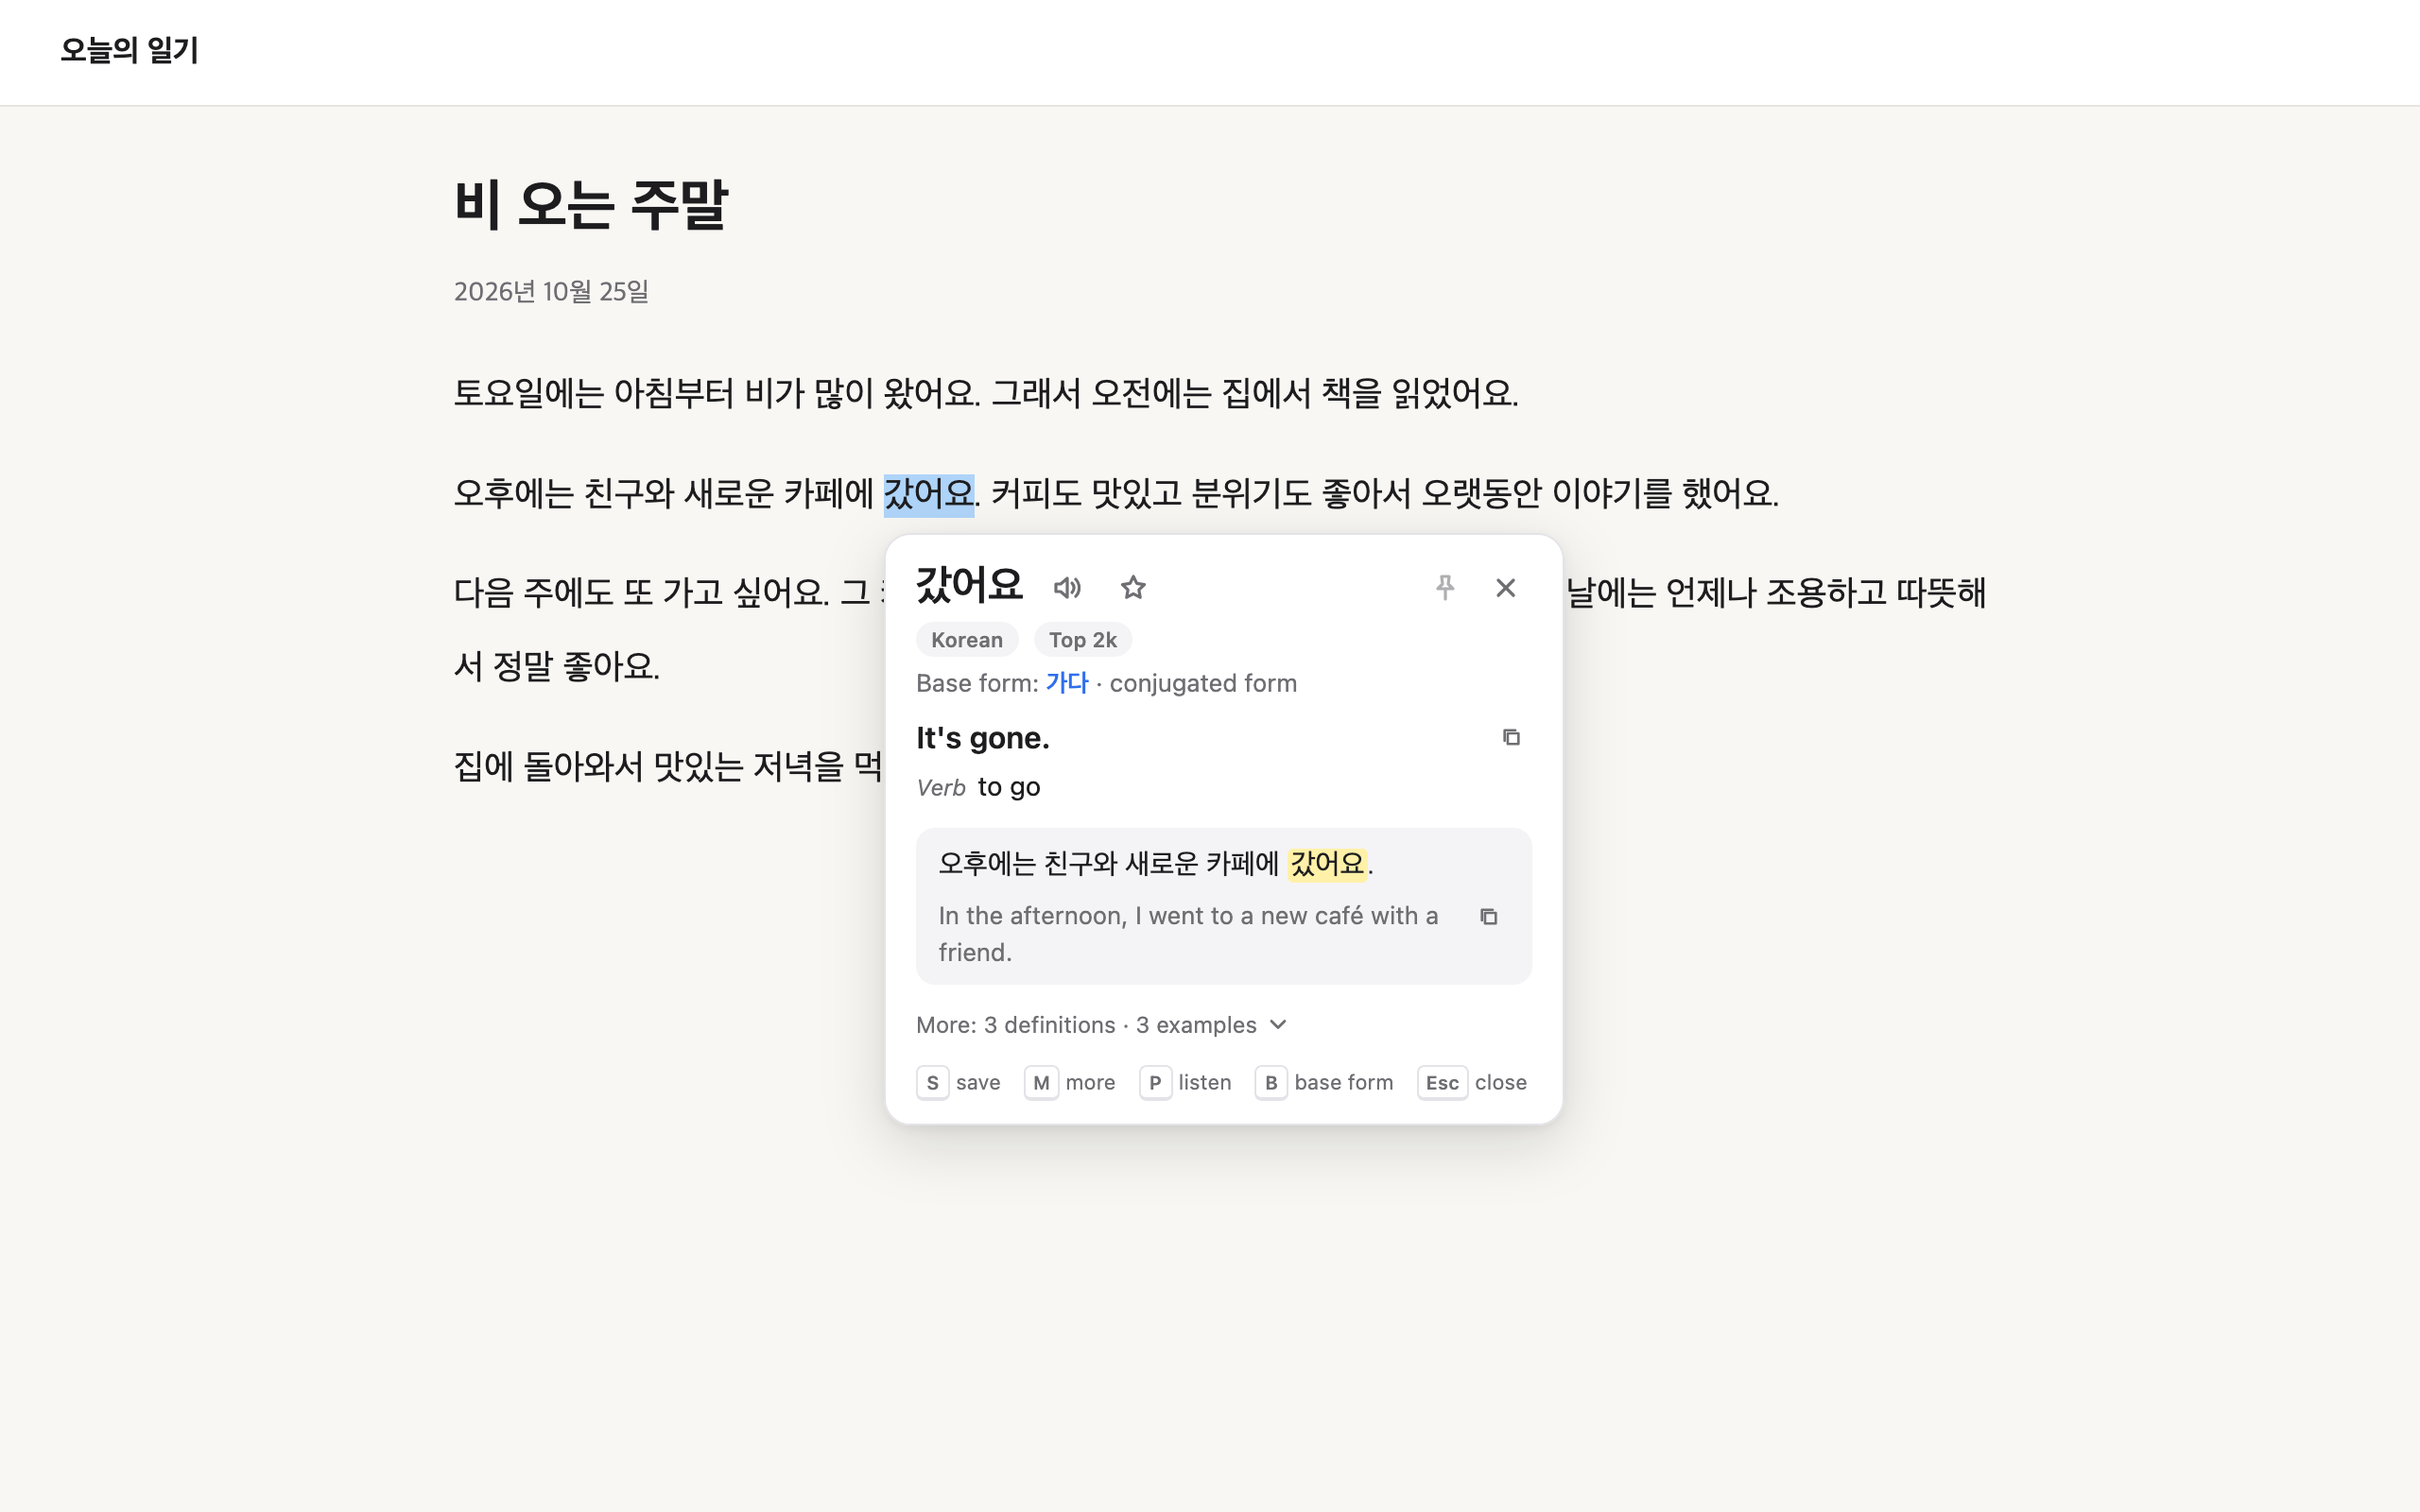 오늘의 일기
비 오는 주말
2026년 10월 25일
토요일에는 아침부터 비가 많이 왔어요. 그래서 오전에는 집에서 책을 읽었어요.
오후에는 친구와 새로운 카페에 갔어요. 커피도 맛있고 분위기도 좋아서 오랫동안 이야기를 했어요.
다음 주에도 또 가고 싶어요. 그
날에는 언제나 조용하고 따뜻해
서 정말 좋아요.
집에 돌아와서 맛있는 저녁을 먹
갔어요
Korean Top 2k
Base form: 가다 · conjugated form
It's gone.
Verb to go
오후에는 친구와 새로운 카페에 갔어요.
In the afternoon, I went to a new café with a
friend.
More: 3 definitions · 3 examples
S save M more P listen B base form Esc close